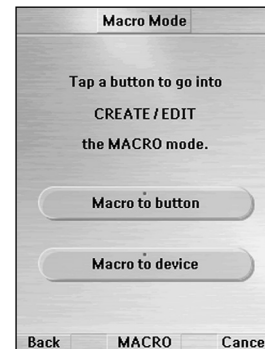 Macro Mode
Tap a button to go into
CREATE / EDIT
the MACRO mode.
Macro to button
Macro to device
Back MACRO Cance